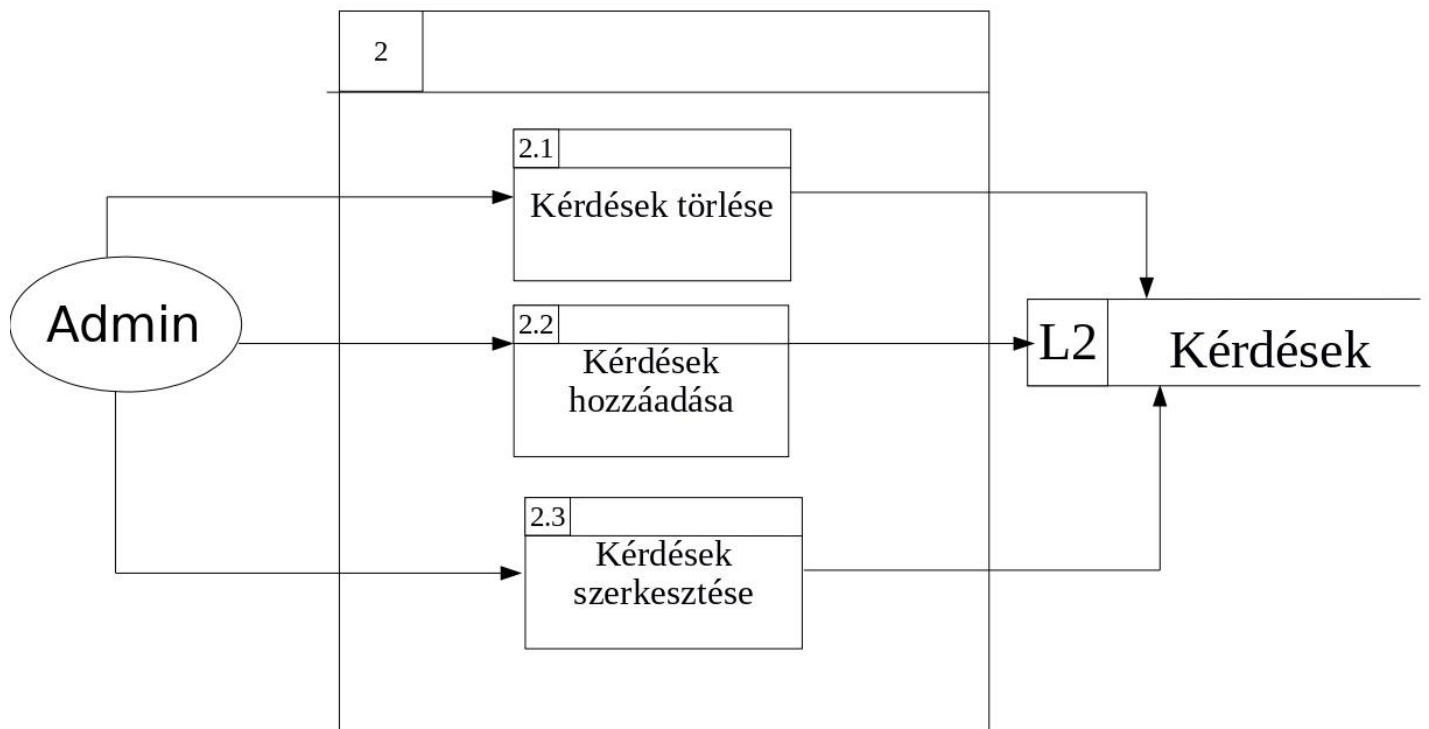 2
2.1
Kérdések törlése
Admin
2.2
Kérdések
hozzáadása
L2 Kérdések
2.3
Kérdések
szerkesztése